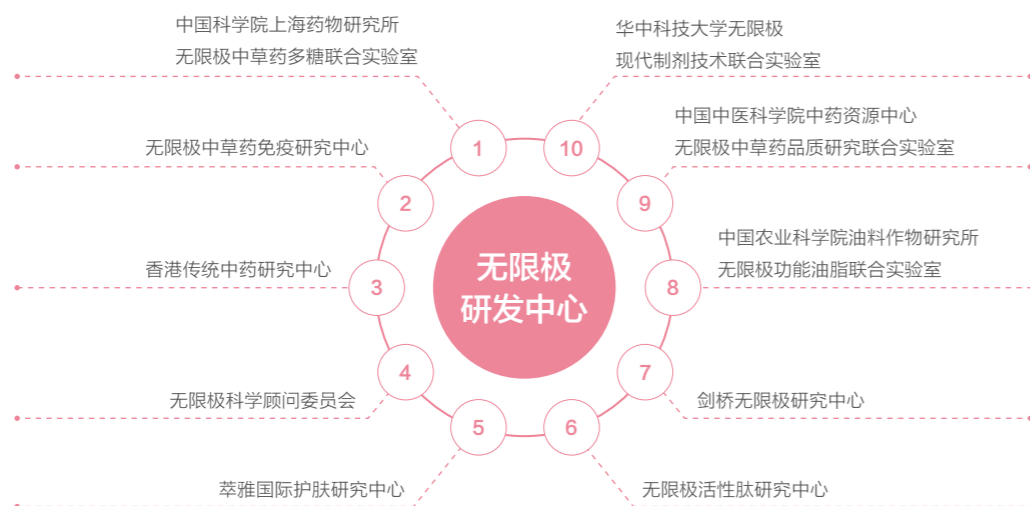 中国科学院上海药物研究所
无限极中草药多糖联合实验室
1
无限极中草药免疫研究中心
2
香港传统中药研究中心
3
无限极科学顾问委员会
4
萃雅国际护肤研究中心
5
无限极活性肽研究中心
6
剑桥无限极研究中心
7
中国农业科学院油料作物研究所
无限极功能油脂联合实验室
8
中国中医科学院中药资源中心
无限极中草药品质研究联合实验室
9
华中科技大学无限极
现代制剂技术联合实验室
10
无限极
研发中心